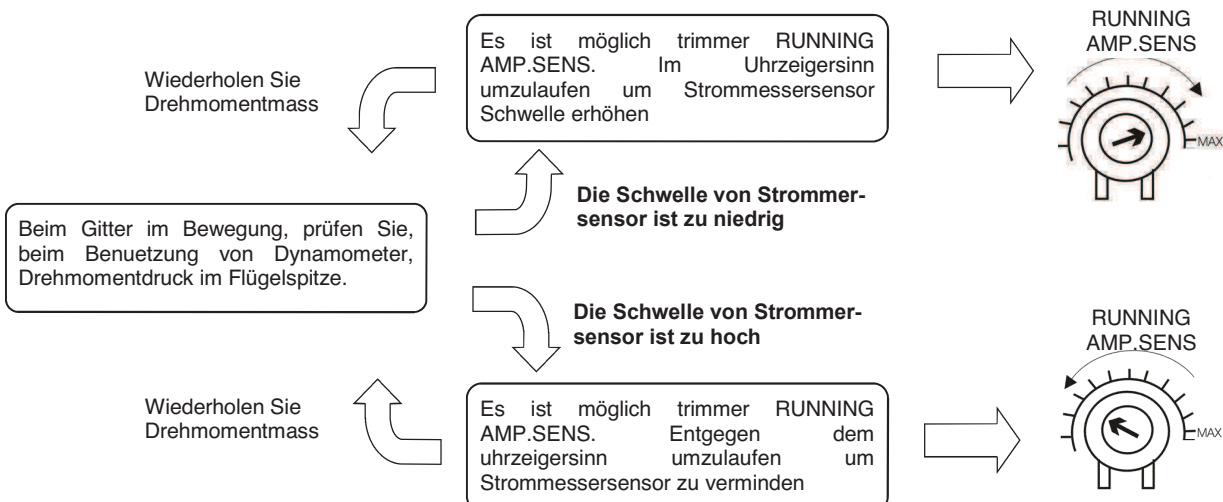 Es ist möglich trimmer RUNNING
AMP.SENS. Im Uhrzeigersinn
umzulaufen um Strommessersensor
Schwelle erhöhen
RUNNING
AMP.SENS
MAX
Wiederholen Sie
Drehmomentmass
Die Schwelle von Strommer-
sensor ist zu niedrig
Beim Gitter im Bewegung, prüfen Sie,
beim Benuetzung von Dynamometer,
Drehmomentdruck im Flügelspitze.
Die Schwelle von Strommer-
sensor ist zu hoch
RUNNING
AMP.SENS
MAX
Wiederholen Sie
Drehmomentmass
Es ist möglich trimmer RUNNING
AMP.SENS. Entgegen dem
uhrzeigersinn umzulaufen um
Strommessersensor zu verminden